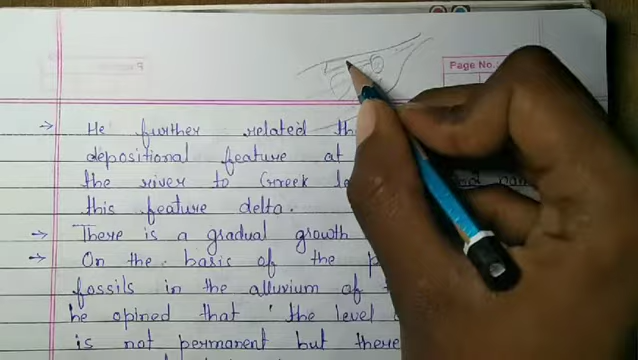 Page No.:
→ He further related
depositional feature at
the river to Greek
this feature delta.
→ There is a gradual growth
→ On the basis of the
fossils in the alluvium of
he opined that 'the level
is not permanent but there